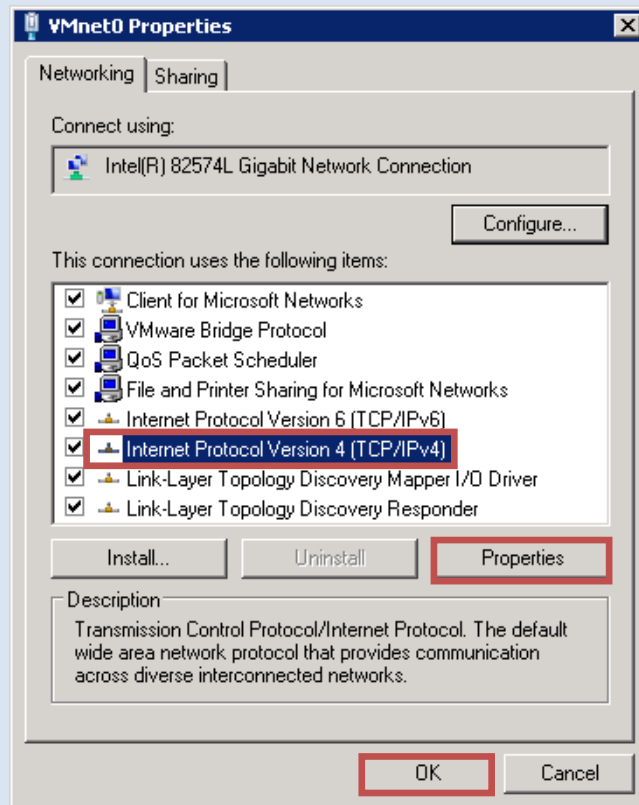 VMnet0 Properties
Networking
Sharing
Connect using:
Intel(R) 82574L Gigabit Network Connection
Configure...
This connection uses the following items:
Client for Microsoft Networks
VMware Bridge Protocol
QoS Packet Scheduler
File and Printer Sharing for Microsoft Networks
Internet Protocol Version 6 (TCP/IPv6)
Internet Protocol Version 4 (TCP/IPv4)
Link-Layer Topology Discovery Mapper I/O Driver
Link-Layer Topology Discovery Responder
Install...
Uninstall
Properties
Description
Transmission Control Protocol/Internet Protocol. The default
wide area network protocol that provides communication
across diverse interconnected networks.
OK
Cancel